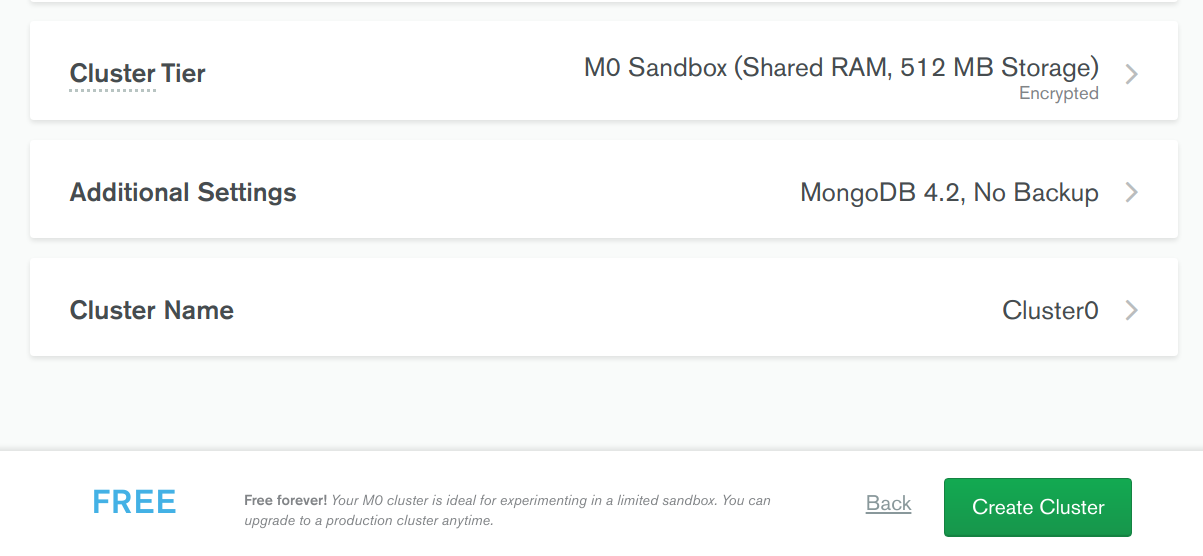 Cluster Tier
M0 Sandbox (Shared RAM, 512 MB Storage)
Encrypted
Additional Settings
MongoDB 4.2, No Backup
Cluster Name
Cluster0
FREE
Free forever! Your M0 cluster is ideal for experimenting in a limited sandbox. You can
upgrade to a production cluster anytime.
Back
Create Cluster